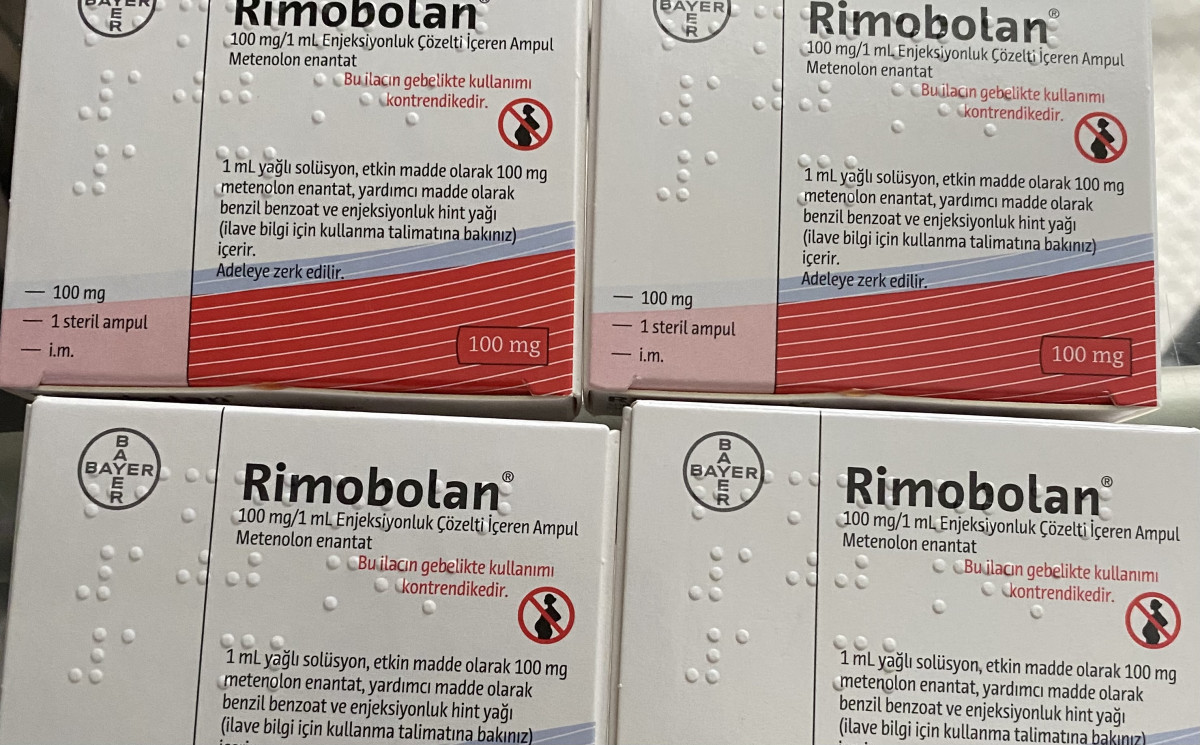 BAYER
BAYER
Rimobolan
100 mg/1 mL Enjeksiyonluk Çözelti İçeren Ampul
Metenolon enantat
Bu ilacın gebelikte kullanımı
kontrendikedir.
1 mL yağlı solüsyon, etkin madde olarak 100 mg
metenolon enantat, yardımcı madde olarak
benzil benzoat ve enjeksiyonluk hint yağı
(ilave bilgi için kullanma talimatına bakınız)
içerir.
Adeleye zerk edilir.
100 mg
1 steril ampul
i.m.
100 mg
BAYER
BAYER
Rimobolan®
100 mg/1 mL Enjeksiyonluk Çözelti İçeren Ampul
Metenolon enantat
Bu ilacın gebelikte kullanımı
kontrendikedir.
1 mL yağlı solüsyon, etkin madde olarak 100 mg
metenolon enantat, yardımcı madde olarak
benzil benzoat ve enjeksiyonluk hint yağı
(ilave bilgi için kullanma talimatına bakınız)
içerir.
Adeleye zerk edilir.
100 mg
1 steril ampul
i.m.
100 mg
BAYER
BAYER
Rimobolan®
100 mg/1 mL Enjeksiyonluk Çözelti İçeren Ampul
Metenolon enantat
Bu ilacın gebelikte kullanımı
kontrendikedir.
1 mL yağlı solüsyon, etkin madde olarak 100 mg
metenolon enantat, yardımcı madde olarak
benzil benzoat ve enjeksiyonluk hint yağı
(ilave bilgi için kullanma talimatına bakınız)
BAYER
BAYER
Rimobolan®
100 mg/1 mL Enjeksiyonluk Çözelti İçeren Ampul
Metenolon enantat
Bu ilacın gebelikte kullanımı
kontrendikedir.
1 mL yağlı solüsyon, etkin madde olarak 100 mg
metenolon enantat, yardımcı madde olarak
benzil benzoat ve enjeksiyonluk hint yağı
(ilave bilgi için kullanma talimatına bakınız)